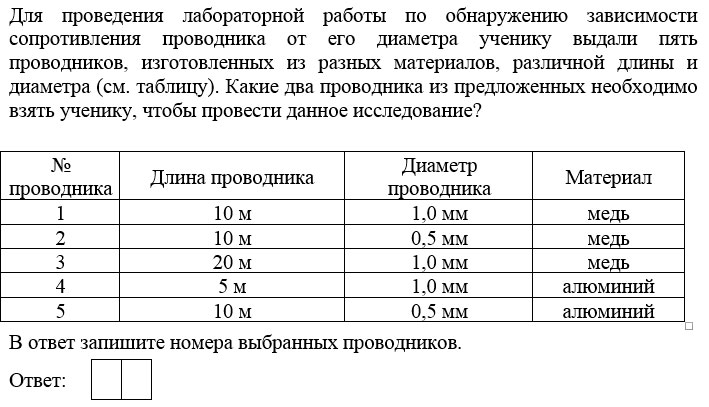 Для проведения лабораторной работы по обнаружению зависимости
сопротивления проводника от его диаметра ученику выдали пять
проводников, изготовленных из разных материалов, различной длины и
диаметра (см. таблицу). Какие два проводника из предложенных необходимо
взять ученику, чтобы провести данное исследование?
№ проводника Длина проводника Диаметр проводника Материал
1 10 м 1,0 мм медь
2 10 м 0,5 мм медь
3 20 м 1,0 мм медь
4 5 м 1,0 мм алюминий
5 10 м 0,5 мм алюминий
В ответ запишите номера выбранных проводников.
Ответ: